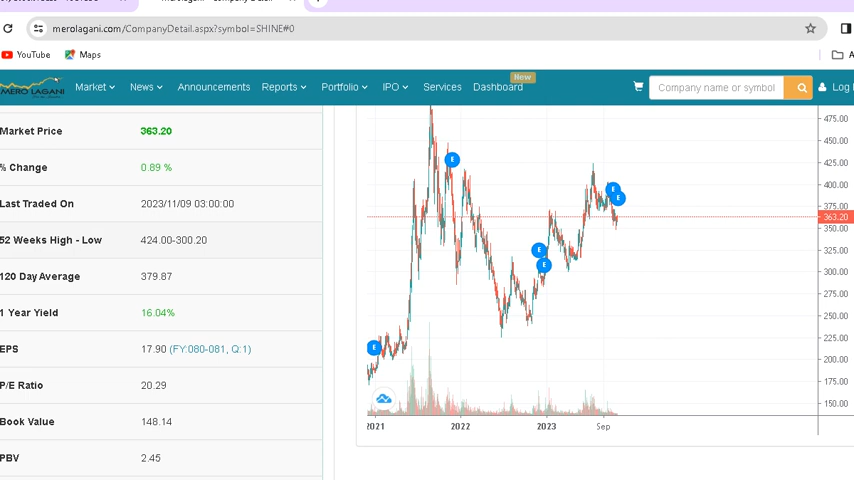 merolagani.com/CompanyDetail.aspx?symbol=SHINE#0
YouTube Maps
MERO LAGANI Market News Announcements Reports Portfolio IPO Services Dashboard New Company name or symbol Log
Market Price 363.20
% Change 0.89 %
Last Traded On 2023/11/09 03:00:00
52 Weeks High - Low 424.00-300.20
120 Day Average 379.87
1 Year Yield 16.04%
EPS 17.90 (FY:080-081, Q:1)
P/E Ratio 20.29
Book Value 148.14
PBV 2.45
475.00
450.00
E
425.00
400.00
E
E
375.00
363.20
350.00
E
325.00
E
300.00
275.00
250.00
225.00
E
200.00
175.00
150.00
2021 2022 2023 Sep